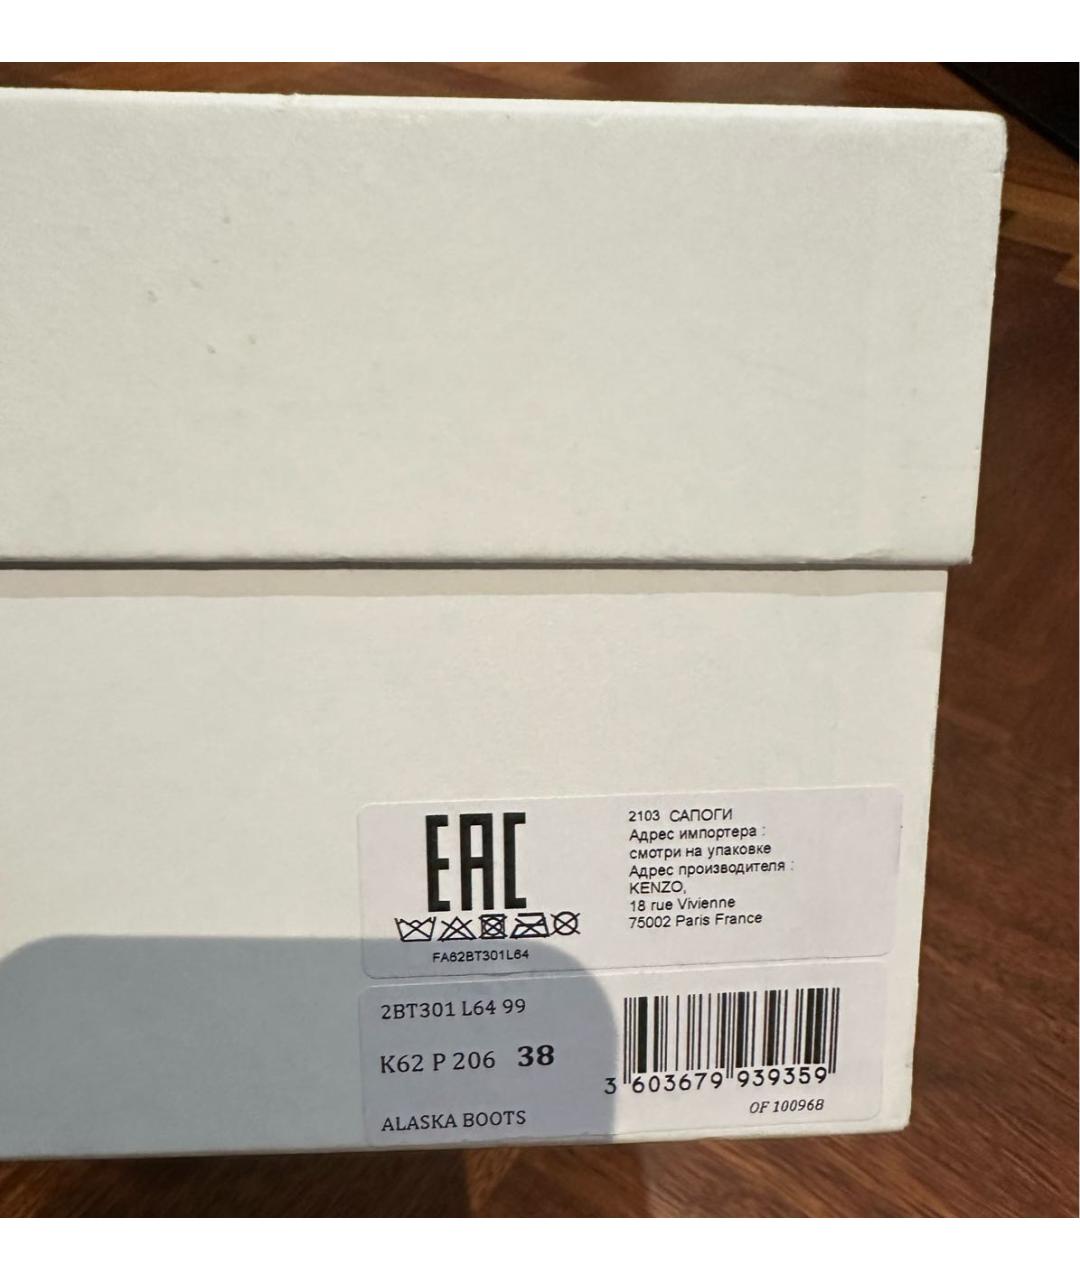 EAC
FA62BT301L64
2103 САПОГИ
Адрес импортера :
смотри на упаковке
Адрес производителя :
KENZO,
18 rue Vivienne
75002 Paris France
2BT301 L64 99
K62 P 206 38
ALASKA BOOTS
3 603679 939359
OF 100968